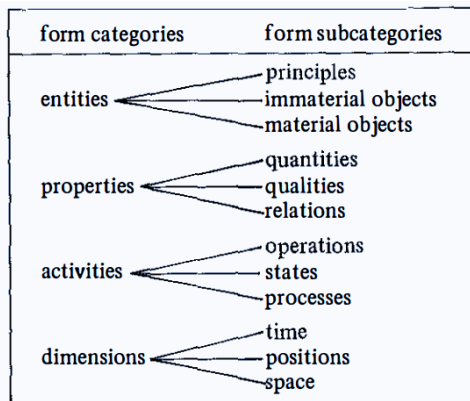 form categories form subcategories
principles
entities immaterial objects
material objects
quantities
properties qualities
relations
operations
activities states
processes
time
dimensions positions
space